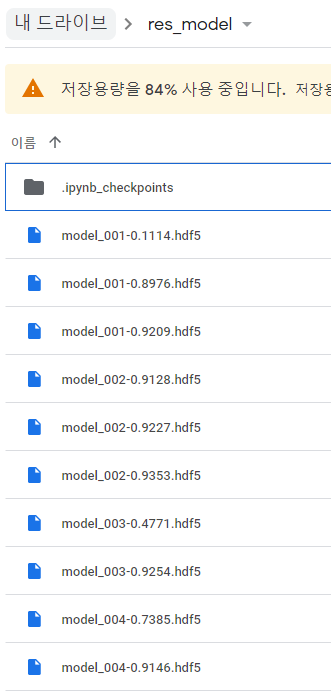 내 드라이브 > res_model
저장용량을 84% 사용 중입니다. 저장용
이름 ↑
.ipynb_checkpoints
model_001-0.1114.hdf5
model_001-0.8976.hdf5
model_001-0.9209.hdf5
model_002-0.9128.hdf5
model_002-0.9227.hdf5
model_002-0.9353.hdf5
model_003-0.4771.hdf5
model_003-0.9254.hdf5
model_004-0.7385.hdf5
model_004-0.9146.hdf5